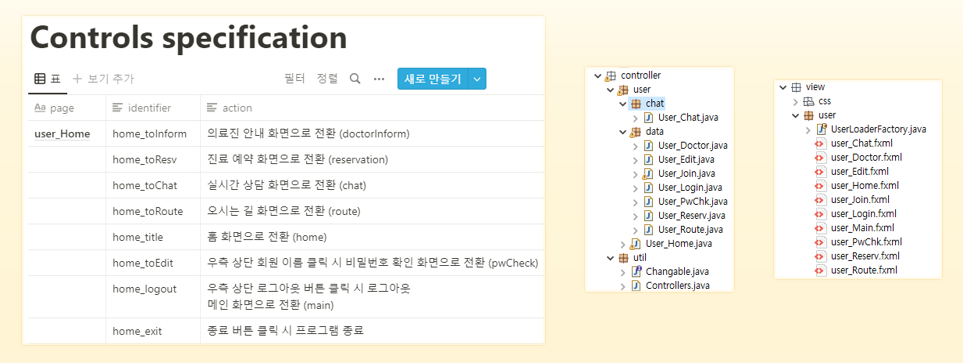 Controls specification
표 보기 추가 필터 정렬 새로 만들기
Aa page identifier action
user_Home home_toInform 의료진 안내 화면으로 전환 (doctorInform)
home_toResv 진료 예약 화면으로 전환 (reservation)
home_toChat 실시간 상담 화면으로 전환 (chat)
home_toRoute 오시는 길 화면으로 전환 (route)
home_title 홈 화면으로 전환 (home)
home_toEdit 우측 상단 회원 이름 클릭 시 비밀번호 확인 화면으로 전환 (pwCheck)
home_logout 우측 상단 로그아웃 버튼 클릭 시 로그아웃
메인 화면으로 전환 (main)
home_exit 종료 버튼 클릭 시 프로그램 종료
controller
user
chat
User_Chat.java
data
User_Doctor.java
User_Edit.java
User_Join.java
User_Login.java
User_PwChk.java
User_Reserv.java
User_Route.java
User_Home.java
util
Changable.java
Controllers.java
view
css
user
UserLoaderFactory.java
user_Chat.fxml
user_Doctor.fxml
user_Edit.fxml
user_Home.fxml
user_Join.fxml
user_Login.fxml
user_Main.fxml
user_PwChk.fxml
user_Reserv.fxml
user_Route.fxml